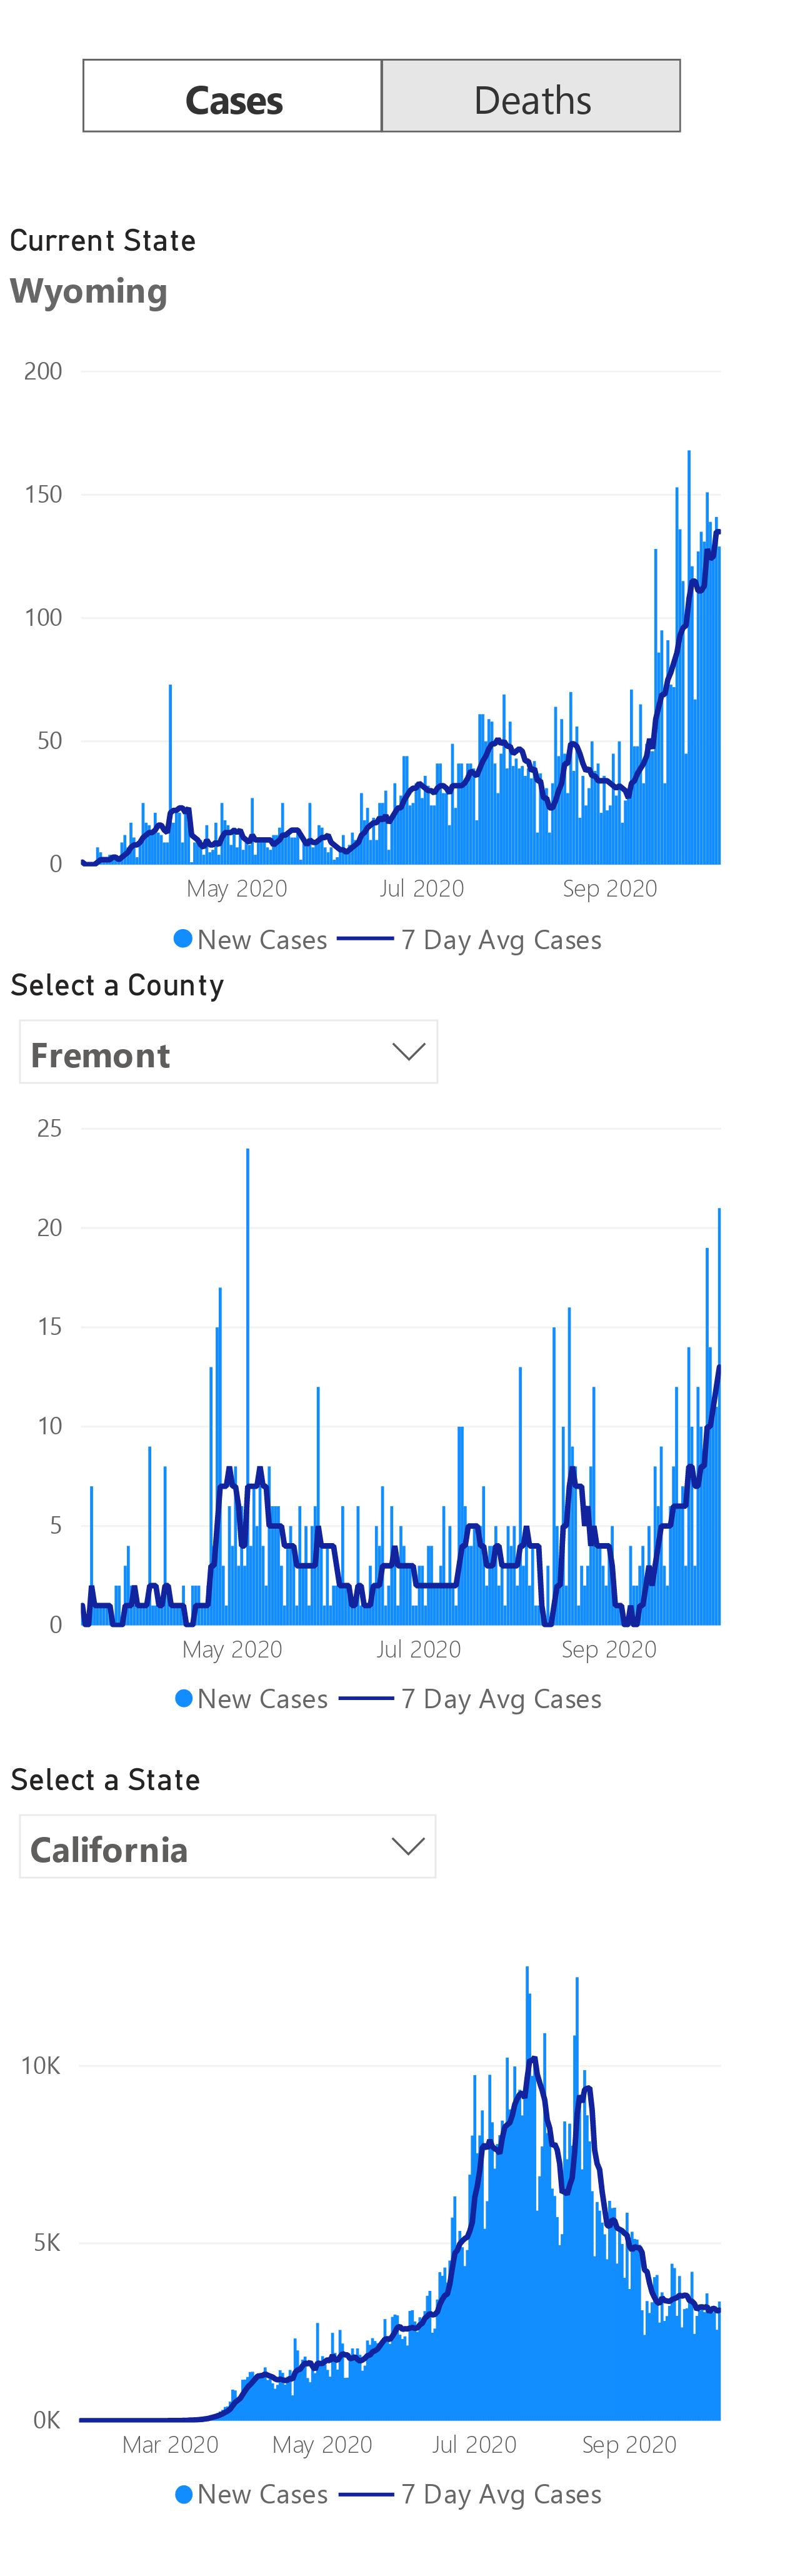 Cases Deaths
Current State
Wyoming
200
150
100
50
0
May 2020 Jul 2020 Sep 2020
New Cases 7 Day Avg Cases
Select a County
Fremont
25
20
15
10
5
0
May 2020 Jul 2020 Sep 2020
New Cases 7 Day Avg Cases
Select a State
California
10K
5K
0K
Mar 2020 May 2020 Jul 2020 Sep 2020
New Cases 7 Day Avg Cases